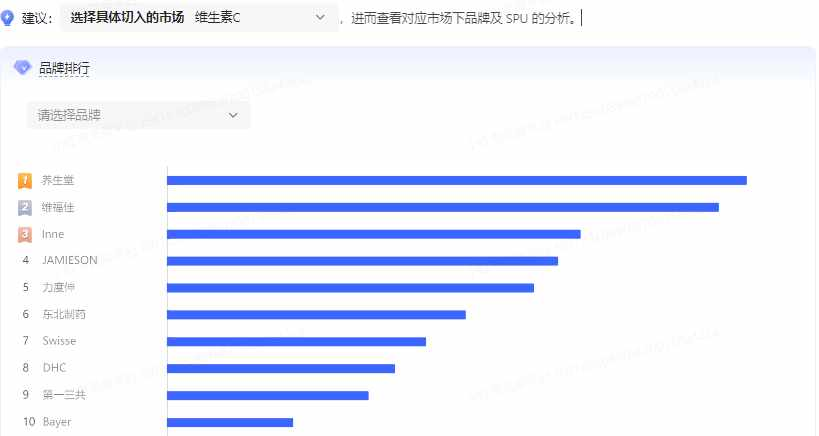 建议： 选择具体切入的市场 维生素C ，进而查看对应市场下品牌及 SPU 的分析。
品牌排行
请选择品牌
1 养生堂
2 维福佳
3 Inne
4 JAMIESON
5 力度伸
6 东北制药
7 Swisse
8 DHC
9 第一三共
10 Bayer